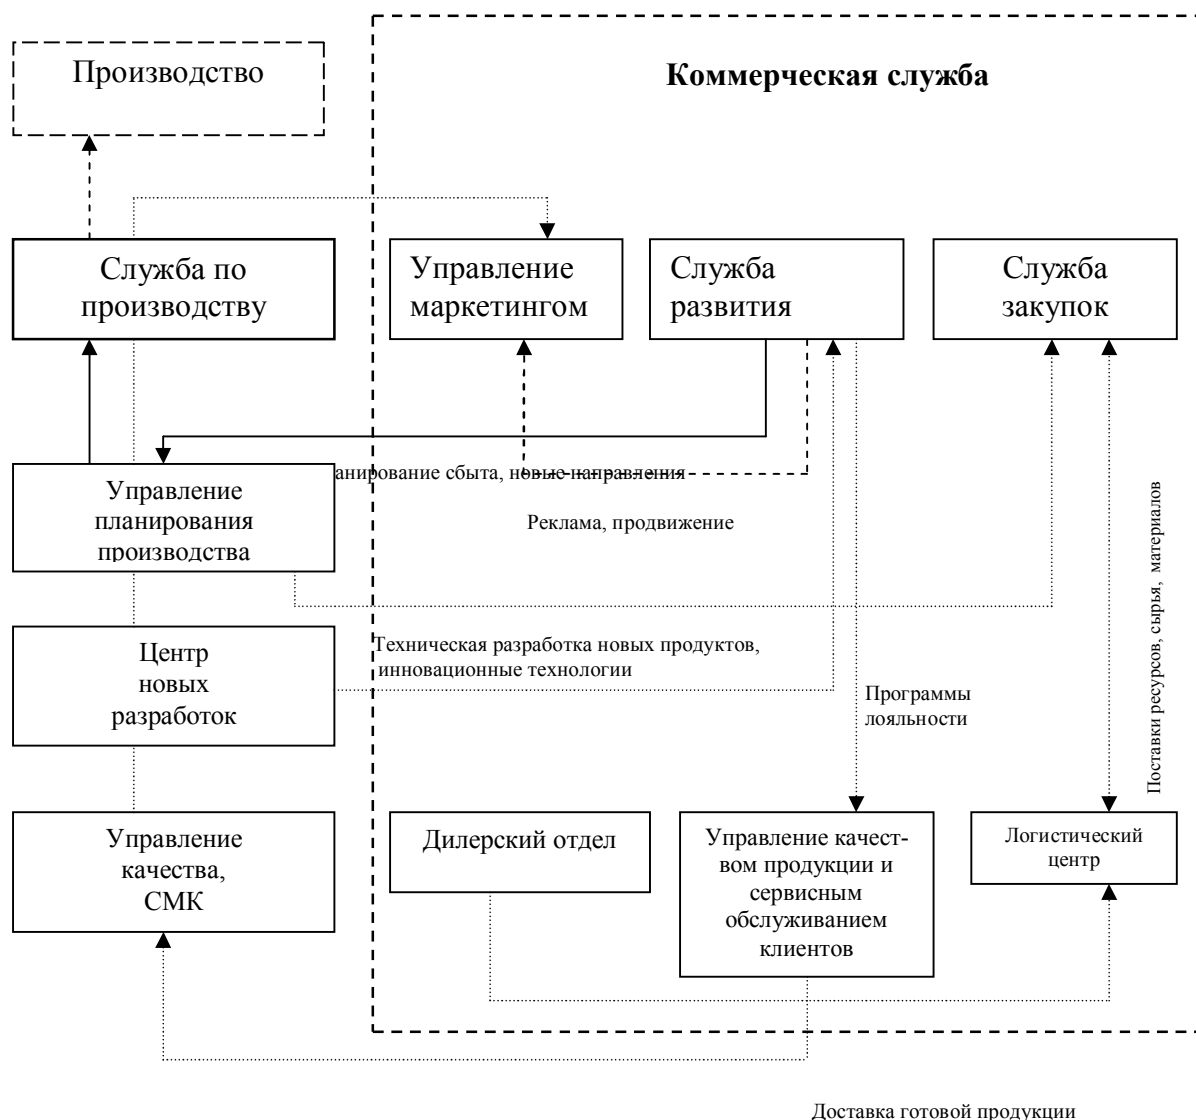 Производство
Коммерческая служба
Служба по
производству
Управление
маркетингом
Служба
развития
Служба
закупок
анирование сбыта, новые направления
Управление
планирования
производства
Реклама, продвижение
Поставки ресурсов, сырья, материалов
Центр
новых
разработок
Техническая разработка новых продуктов,
инновационные технологии
Программы
лояльности
Управление
качества,
СМК
Дилерский отдел
Управление качест-
вом продукции и
сервисным
обслуживанием
клиентов
Логистический
центр
Доставка готовой продукции